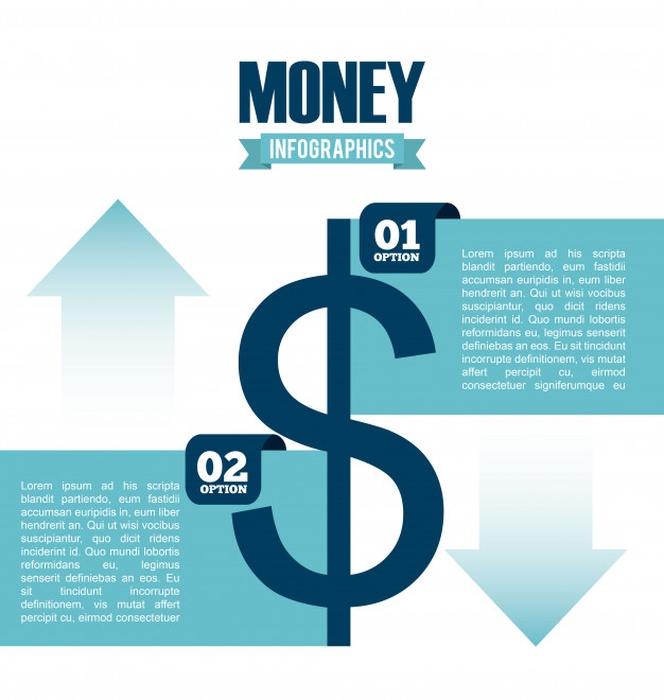 MONEY
INFOGRAPHICS
01
OPTION
Lorem ipsum ad his scripta
blandit partiendo, eum fastidii
accumsan euripidis in, eum liber
hendrerit an. Qui ut wisi vocibus
suscipiantur, quo dicit ridens
inciderint id. Quo mundi lobortis
reformidans eu, legimus senserit
definiebas an eos. Eu sit tincidunt
incorrupte definitionem, vis mutat
affert percipit cu, eirmod
consectetuer signiferumque eu
02
OPTION
Lorem ipsum ad his scripta
blandit partiendo, eum fastidii
accumsan euripidis in, eum liber
hendrerit an. Qui ut wisi vocibus
suscipiantur, quo dicit ridens
inciderint id. Quo mundi lobortis
reformidans eu, legimus
senserit definiebas an eos. Eu
sit tincidunt incorrupte
definitionem, vis mutat affert
percipit cu, eirmod consectetuer